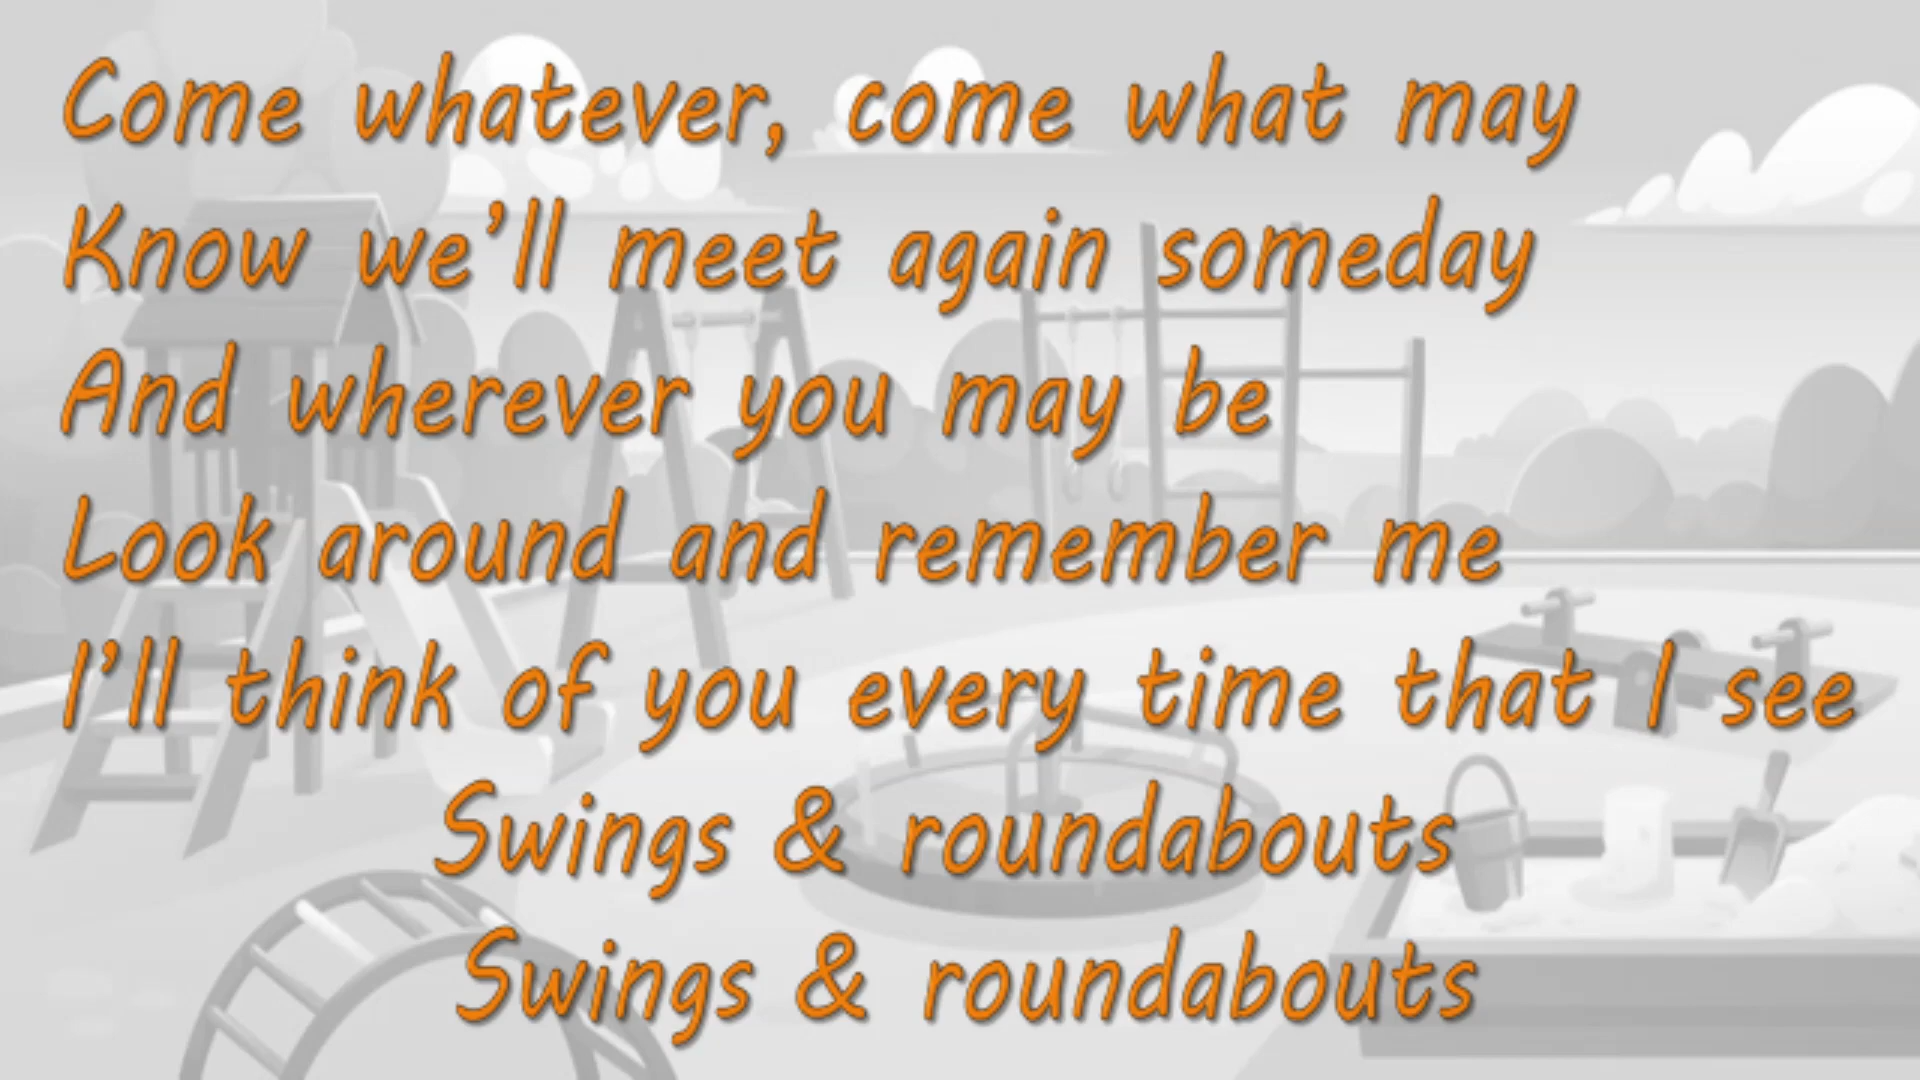 Come whatever, come what may
Know we’ll meet again someday
And wherever you may be
Look around and remember me
I’ll think of you every time that I see
Swings & roundabouts
Swings & roundabouts